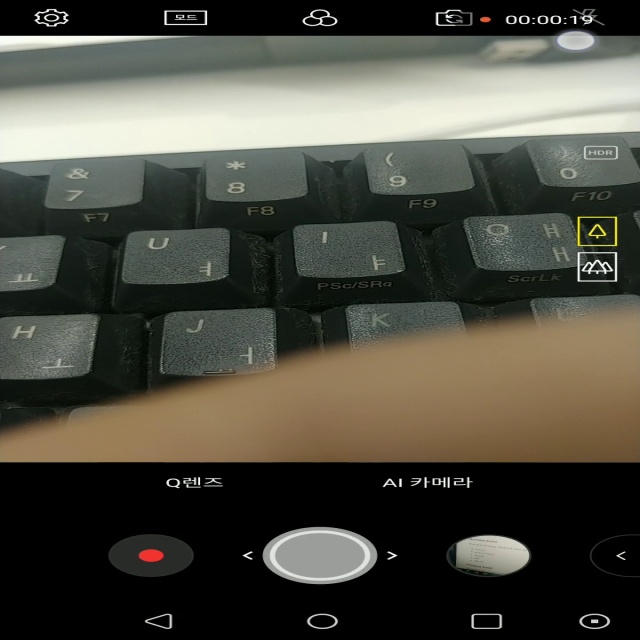 모드
00:00:19
HDR
& * ( )
7 8 9 0
F7 F8 F9 F10
U I O ㅐ
ㅛ ㅕ ㅑ ㅒ
PSc/SRq ScrLk
H J K
ㅗ ㅓ
Q렌즈 AI 카메라